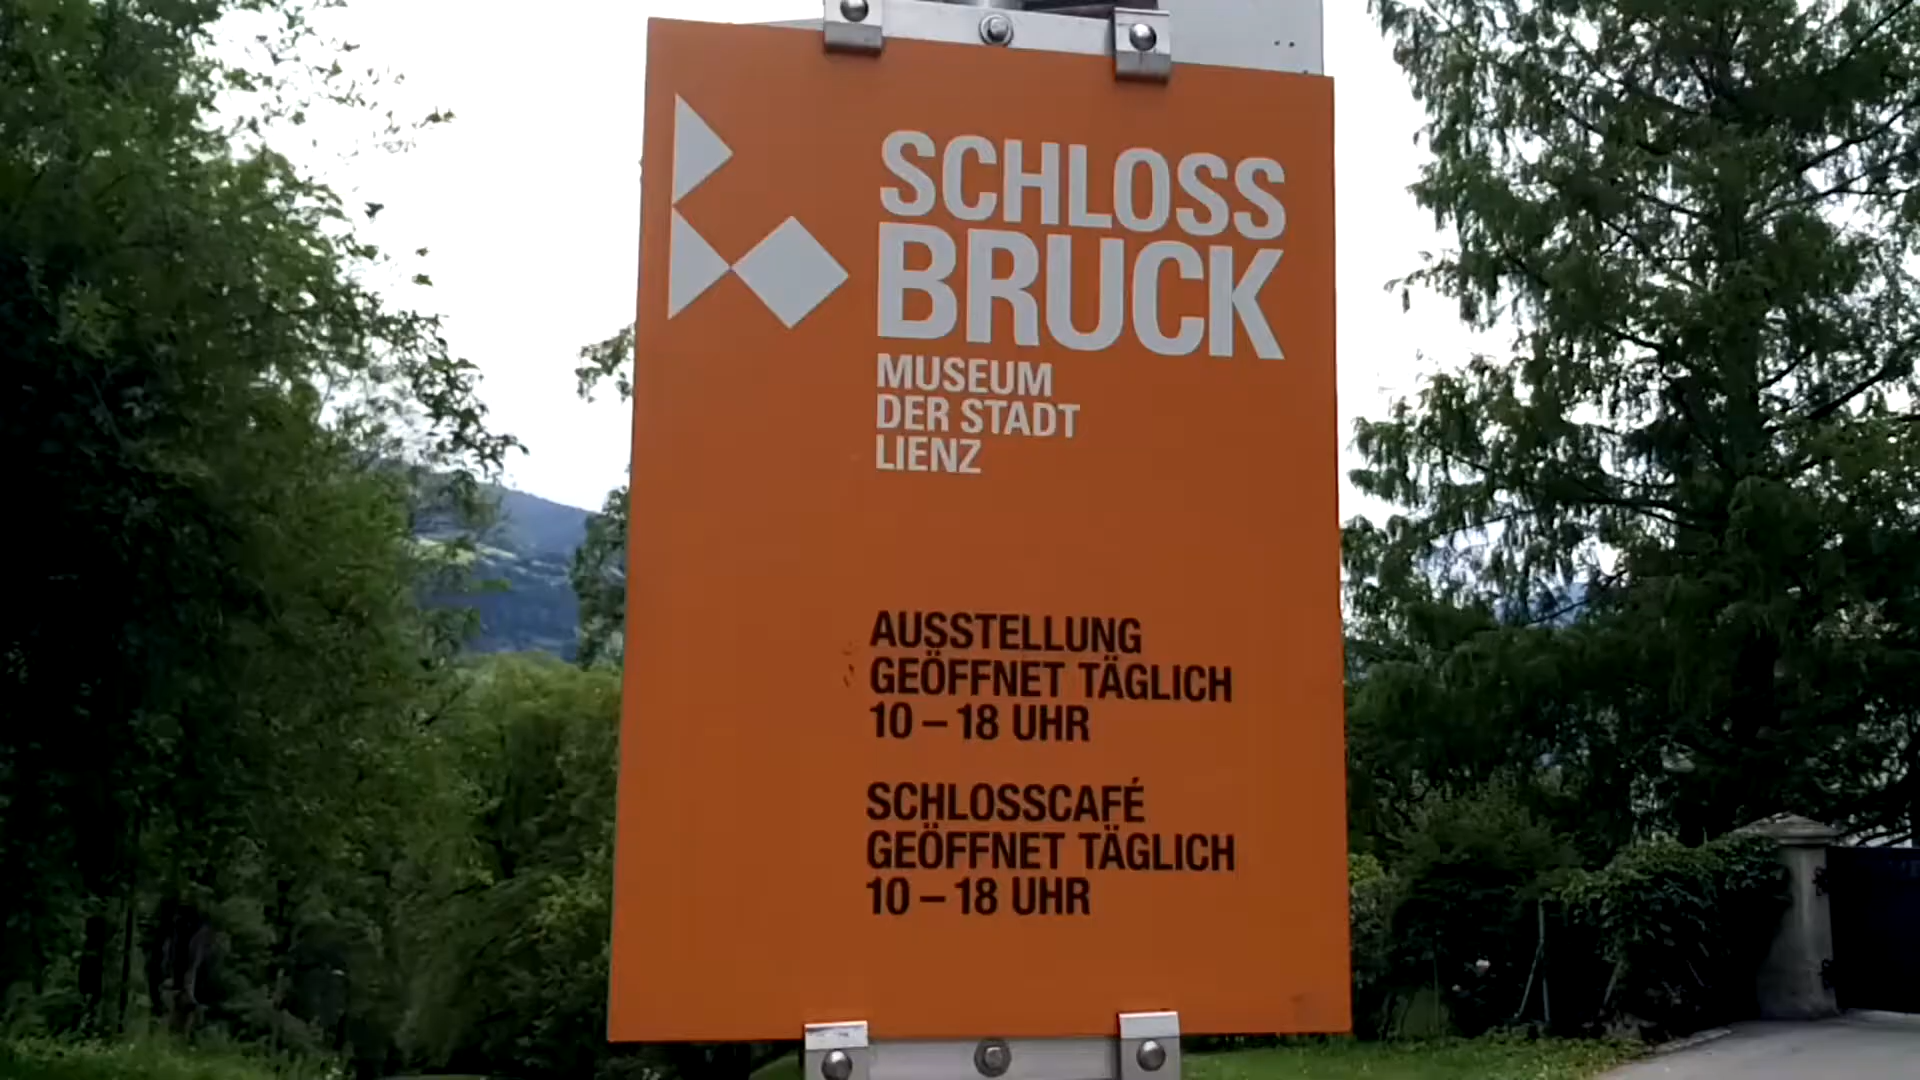 SCHLOSS
BRUCK
MUSEUM
DER STADT
LIENZ
AUSSTELLUNG
GEÖFFNET TÄGLICH
10 – 18 UHR
SCHLOSSCAFÉ
GEÖFFNET TÄGLICH
10 – 18 UHR